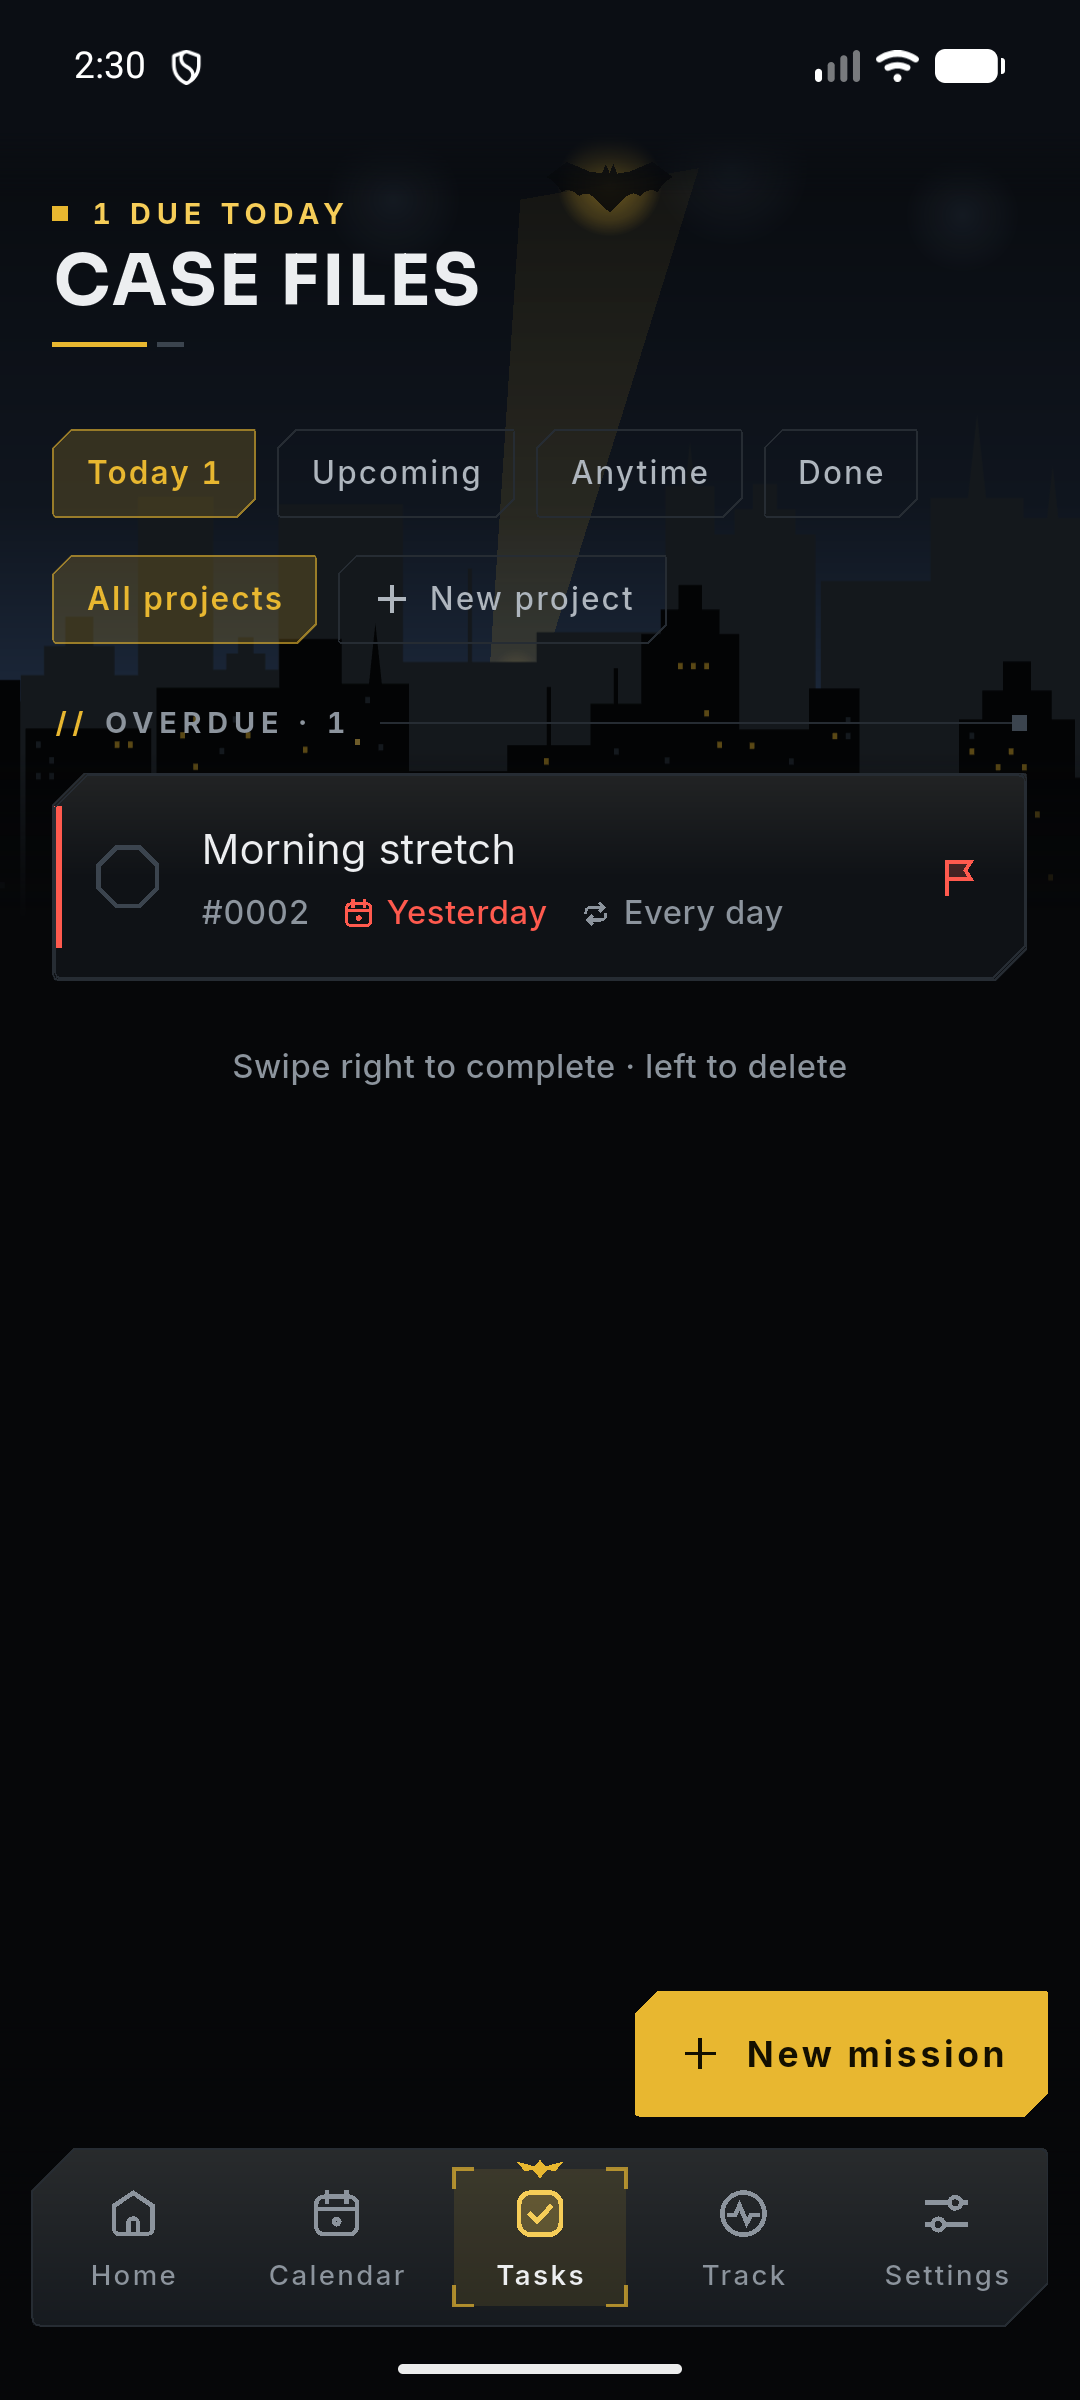 2:30
1 DUE TODAY
CASE FILES
Today 1
Upcoming
Anytime
Done
All projects
New project
// OVERDUE · 1
Morning stretch
#0002 Yesterday Every day
Swipe right to complete · left to delete
New mission
Home
Calendar
Tasks
Track
Settings